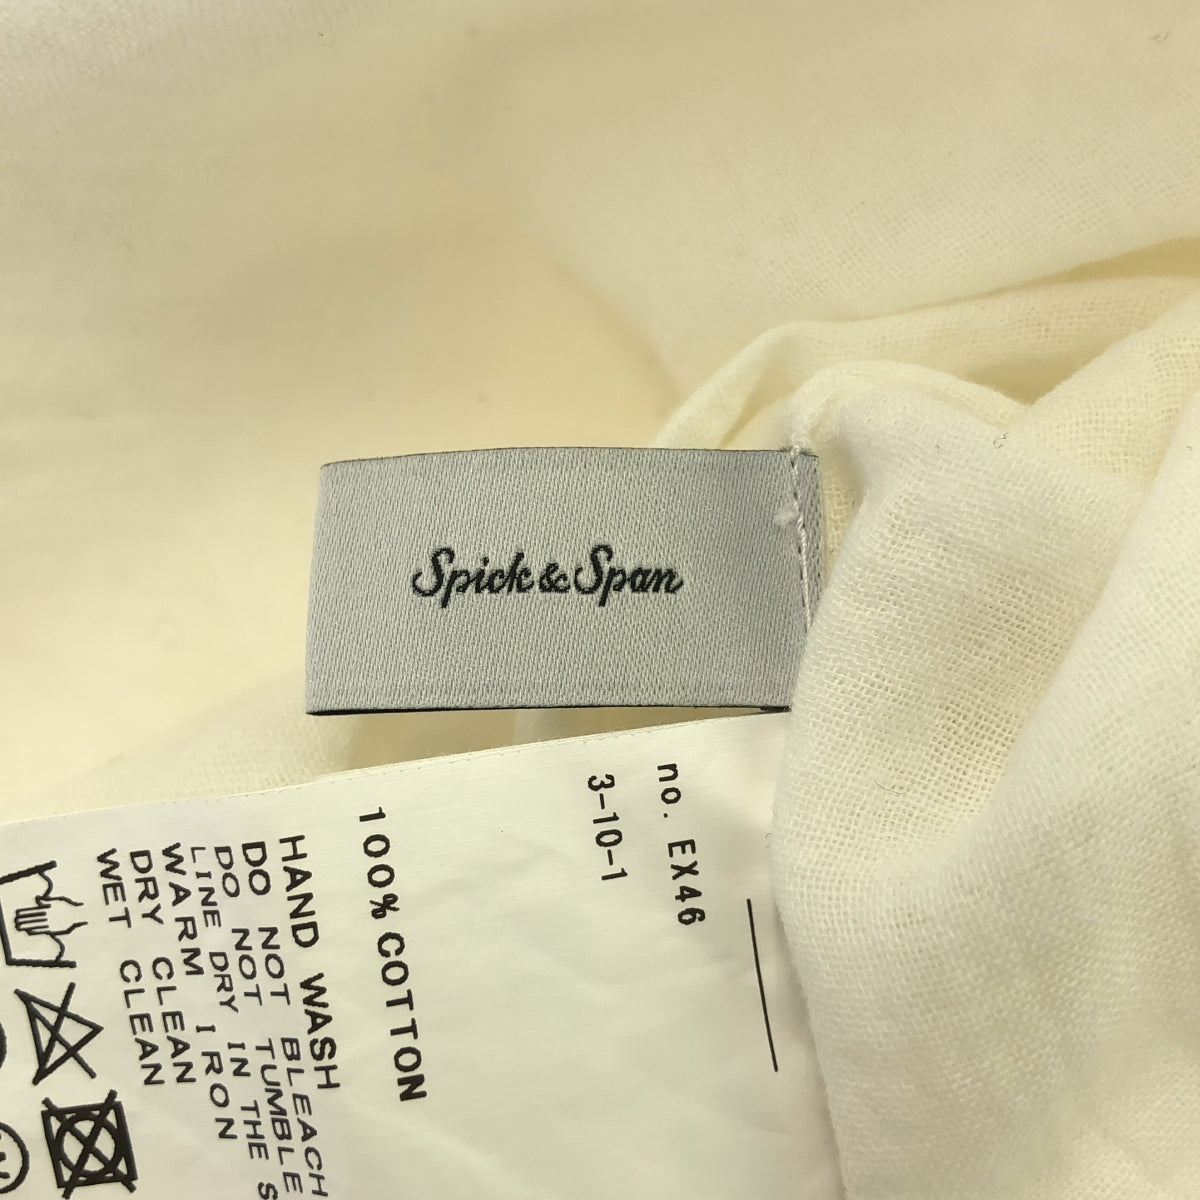 Spick & Span
no. EX46
3-10-1
100% COTTON
HAND WASH
DO NOT BLEACH
DO NOT TUMBLE
LINE DRY IN THE
WARM IRON
DRY CLEAN
WET CLEAN